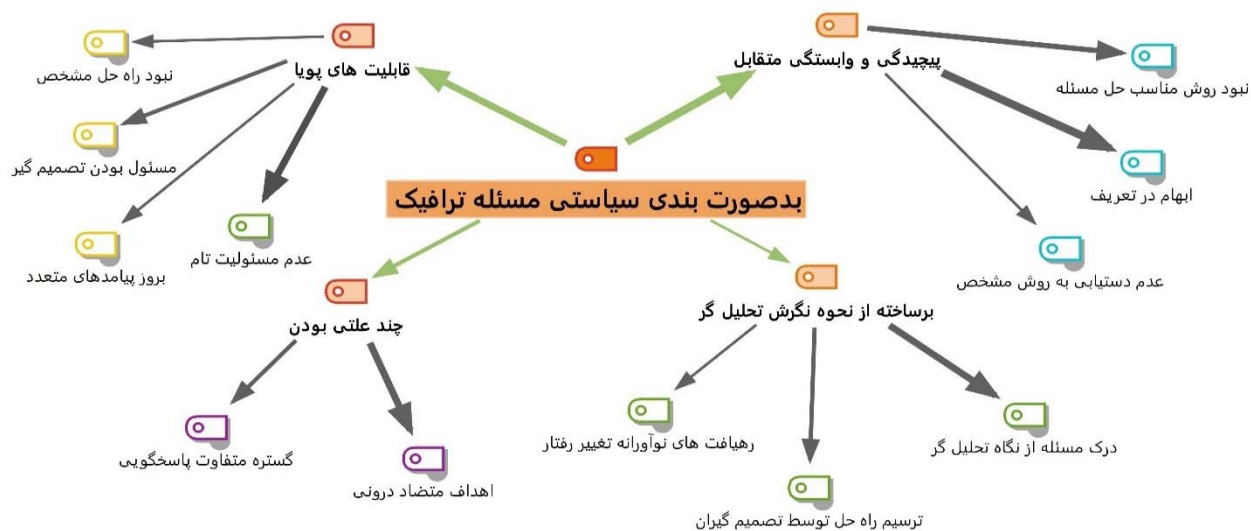 پیچیدگی و وابستگی متقابل
قابلیت های پویا
نبود راه حل مشخص
نبود روش مناسب حل مسئله
مسئول بودن تصمیم گیر
ابهام در تعریف
بدصورت بندی سیاستی مسئله ترافیک
عدم مسئولیت تام
بروز پیامدهای متعدد
عدم دستیابی به روش مشخص
برساخته از نحوه نگرش تحلیل گر
چند علتی بودن
درک مسئله از نگاه تحلیل گر
رهیافت های نوآورانه تغییر رفتار
گستره متفاوت پاسخگویی
اهداف متضاد درونی
ترسیم راه حل توسط تصمیم گیران